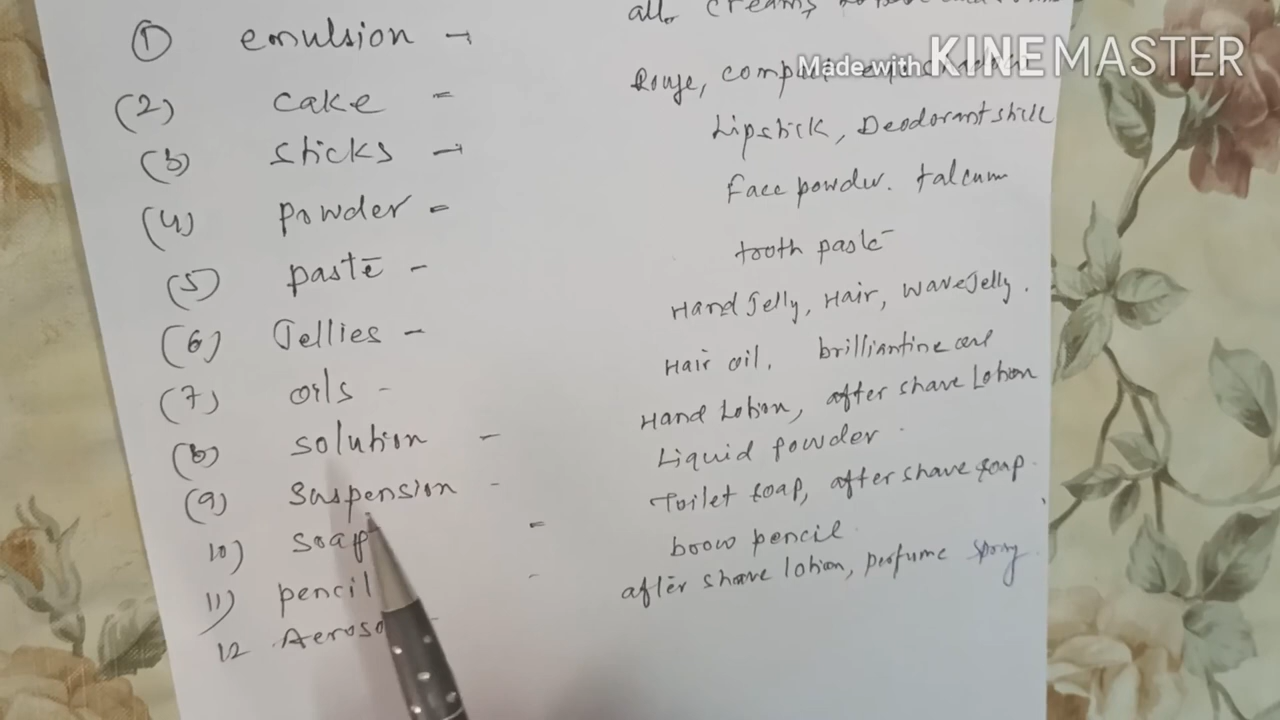 ① emulsion → all creams
Made with KINEMASTER
(2) cake - Rouge, compact
(3) sticks → Lipstick, Deodorant stick
(4) powder - Face powder. talcum
(5) paste - tooth paste
(6) Jellies - Hand Jelly, Hair, waveJelly.
(7) oils - Hair oil, brilliantine
(8) solution - Hand Lotion, after shave Lotion
(9) Suspension - Liquid powder
10) soap - Toilet soap, after shave soap.
11) pencil - brow pencil.
12 Aeroso - after shave lotion, perfume spray.